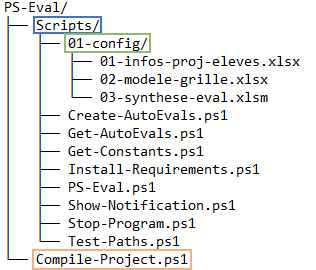 PS-Eval/
Scripts/
01-config/
01-infos-proj-eleves.xlsx
02-modele-grille.xlsx
03-synthese-eval.xlsm
Create-AutoEvals.ps1
Get-AutoEvals.ps1
Get-Constants.ps1
Install-Requirements.ps1
PS-Eval.ps1
Show-Notification.ps1
Stop-Program.ps1
Test-Paths.ps1
Compile-Project.ps1